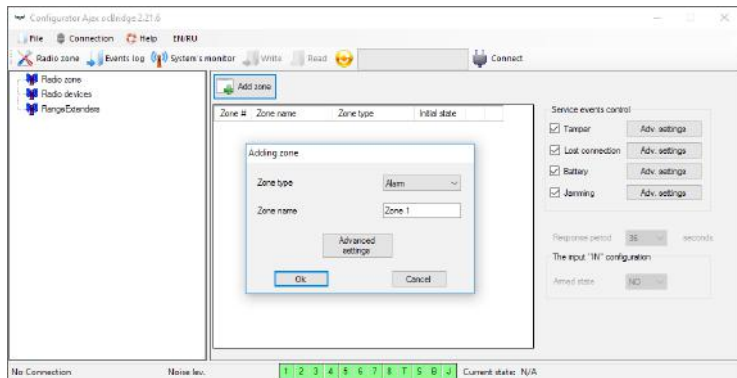 Configurator Ajax ocBridge 2.21.6
File Connection Help EN/RU
Radio zone Events log System's monitor Write Read Connect
Radio zone
Radio devices
RangeExtenders
Add zone
Zone # Zone name Zone type Initial state
Adding zone
Zone type Alarm
Zone name Zone 1
Advanced settings
Ok Cancel
Service events control
Tamper Adv. settings
Lost connection Adv. settings
Battery Adv. settings
Jamming Adv. settings
Response period 36 seconds
The input "IN" configuration
Armed state NO
No Connection Noise lev. 1 2 3 4 5 6 7 8 T S B J Current state: N/A